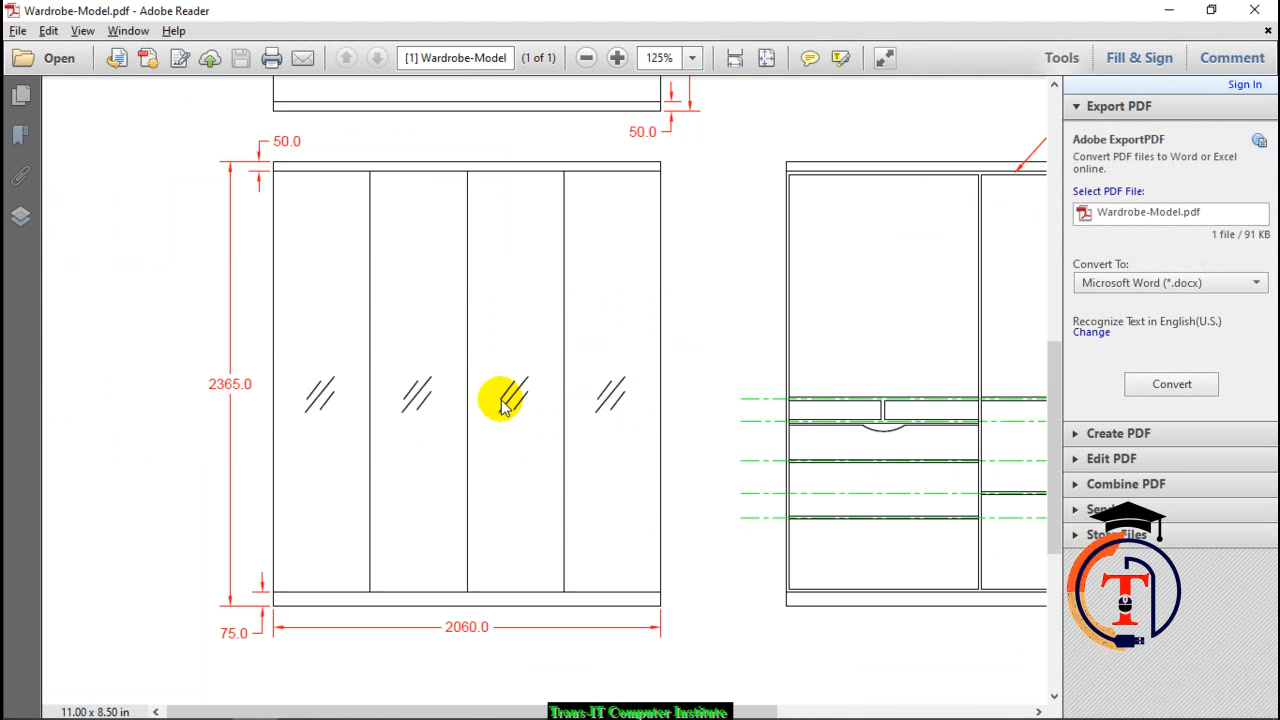 Wardrobe-Model.pdf - Adobe Reader
File Edit View Window Help
Open [1] Wardrobe-Model (1 of 1) 125% Tools Fill & Sign Comment
Sign In
Export PDF
Adobe ExportPDF
Convert PDF files to Word or Excel
online.
Select PDF File:
Wardrobe-Model.pdf
1 file / 91 KB
Convert To:
Microsoft Word (*.docx)
Recognize Text in English(U.S.)
Change
Convert
Create PDF
Edit PDF
Combine PDF
Store Files
50.0
50.0
2365.0
75.0
2060.0
T
11.00 x 8.50 in
Trans-IT Computer Institute